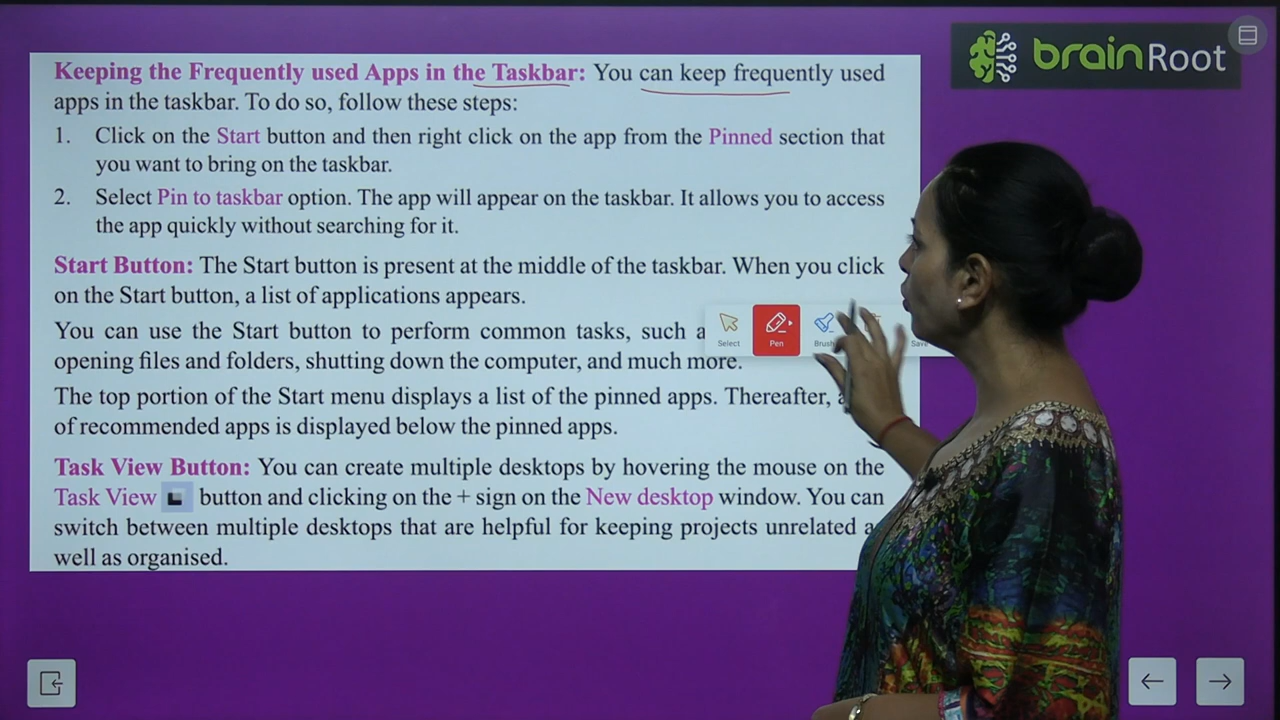 brainRoot
Keeping the Frequently used Apps in the Taskbar: You can keep frequently used
apps in the taskbar. To do so, follow these steps:
1. Click on the Start button and then right click on the app from the Pinned section that
you want to bring on the taskbar.
2. Select Pin to taskbar option. The app will appear on the taskbar. It allows you to access
the app quickly without searching for it.
Start Button: The Start button is present at the middle of the taskbar. When you click
on the Start button, a list of applications appears.
You can use the Start button to perform common tasks, such
opening files and folders, shutting down the computer, and much more.
The top portion of the Start menu displays a list of the pinned apps. Thereafter,
of recommended apps is displayed below the pinned apps.
Task View Button: You can create multiple desktops by hovering the mouse on the
Task View button and clicking on the + sign on the New desktop window. You can
switch between multiple desktops that are helpful for keeping projects unrelated
well as organised.
Select Pen Brush Save